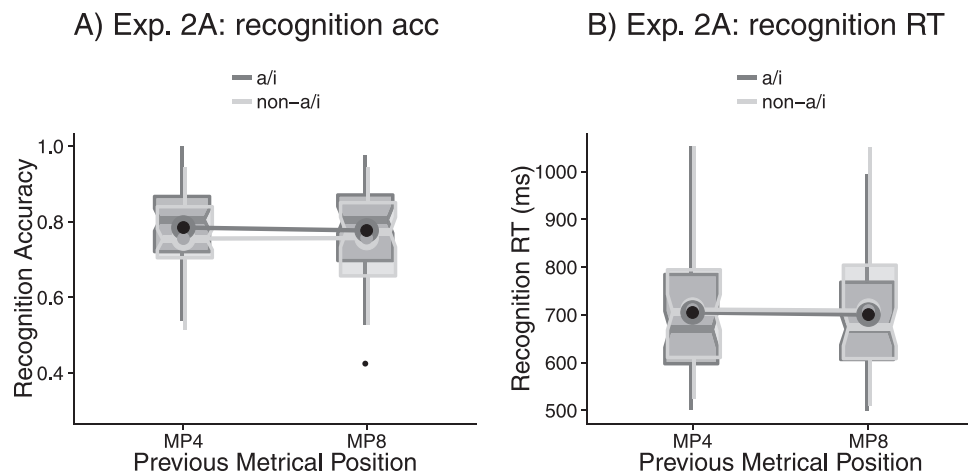 A) Exp. 2A: recognition acc
a/i
non−a/i
Recognition Accuracy
1.0
0.8
0.6
0.4
MP4
MP8
Previous Metrical Position
B) Exp. 2A: recognition RT
a/i
non−a/i
Recognition RT (ms)
1000
900
800
700
600
500
MP4
MP8
Previous Metrical Position